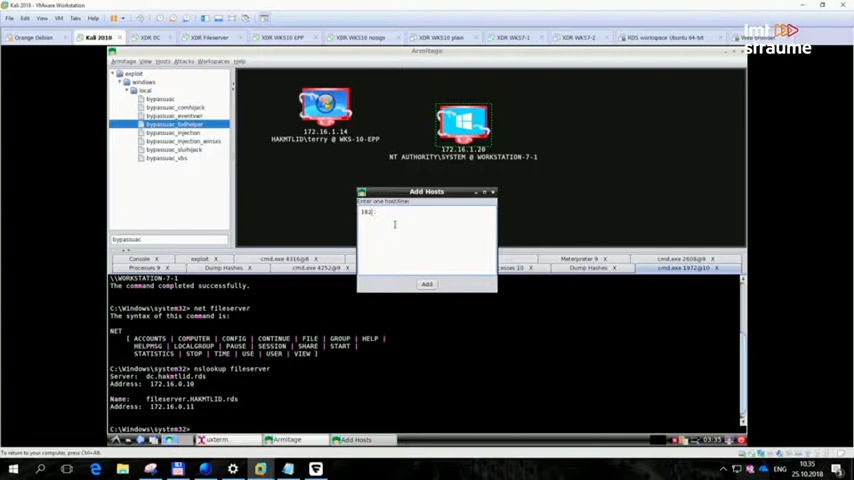 Kali 2018 - VMware Workstation
File Edit View VM Tabs Help
Orange Debian
Kali 2018
XDR DC
XDR Fileserver
XDR WKS10 EPP
XDR WKS10 nosigs
XDR WKS10 plain
XDR WKS7-1
XDR WKS7-2
RDS workspace Ubuntu 64-bit
lmt
straume
Armitage
Armitage View Hosts Attacks Workspaces Help
exploit
windows
local
bypassuac
bypassuac_comhijack
bypassuac_eventvwr
bypassuac_fodhelper
bypassuac_injection
bypassuac_injection_winsxs
bypassuac_sluihijack
bypassuac_vbs
bypassuac
172.16.1.14
HAKMTLID\terry @ WKS-10-EPP
172.16.1.20
NT AUTHORITY\SYSTEM @ WORKSTATION-7-1
Add Hosts
Enter one host/line:
Add
Console X exploit X cmd.exe 4316@8 X Meterpreter 9 X cmd.exe 2608@9 X
Processes 9 X Dump Hashes X cmd.exe 4252@9 Processes 10 X Dump Hashes X cmd.exe 1972@10 X
\\WORKSTATION-7-1
The command completed successfully.
C:\Windows\system32> net fileserver
The syntax of this command is:
NET
[ ACCOUNTS | COMPUTER | CONFIG | CONTINUE | FILE | GROUP | HELP |
HELPMSG | LOCALGROUP | PAUSE | SESSION | SHARE | START |
STATISTICS | STOP | TIME | USE | USER | VIEW ]
C:\Windows\system32> nslookup fileserver
Server: dc.hakmtlid.rds
Address: 172.16.0.10
Name: fileserver.HAKMTLID.rds
Address: 172.16.0.11
C:\Windows\system32>
uxterm
Armitage
Add Hosts
03:35
To return to your computer, press Ctrl+Alt.
ENG
10.35
25.10.2018